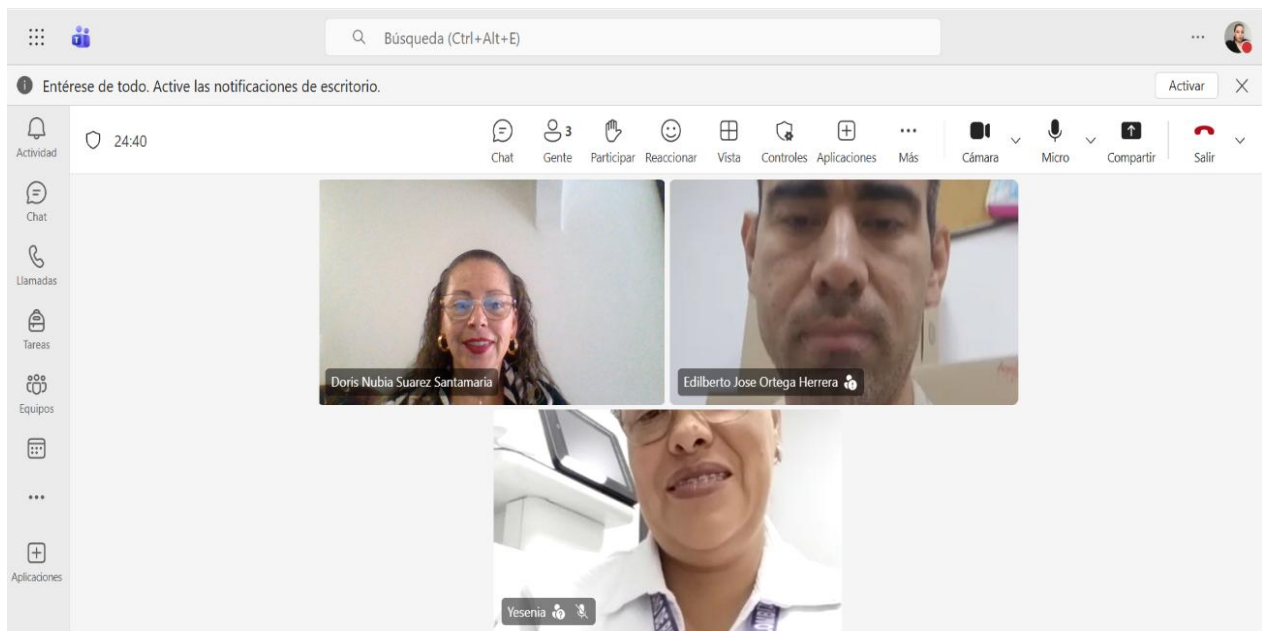 Búsqueda (Ctrl+Alt+E)
Entérese de todo. Active las notificaciones de escritorio.
Activar
Actividad
Chat
Llamadas
Tareas
Equipos
Aplicaciones
24:40
Chat
3
Gente
Participar
Reaccionar
Vista
Controles
Aplicaciones
Más
Cámara
Micro
Compartir
Salir
Doris Nubia Suarez Santamaria
Edilberto Jose Ortega Herrera
Yesenia